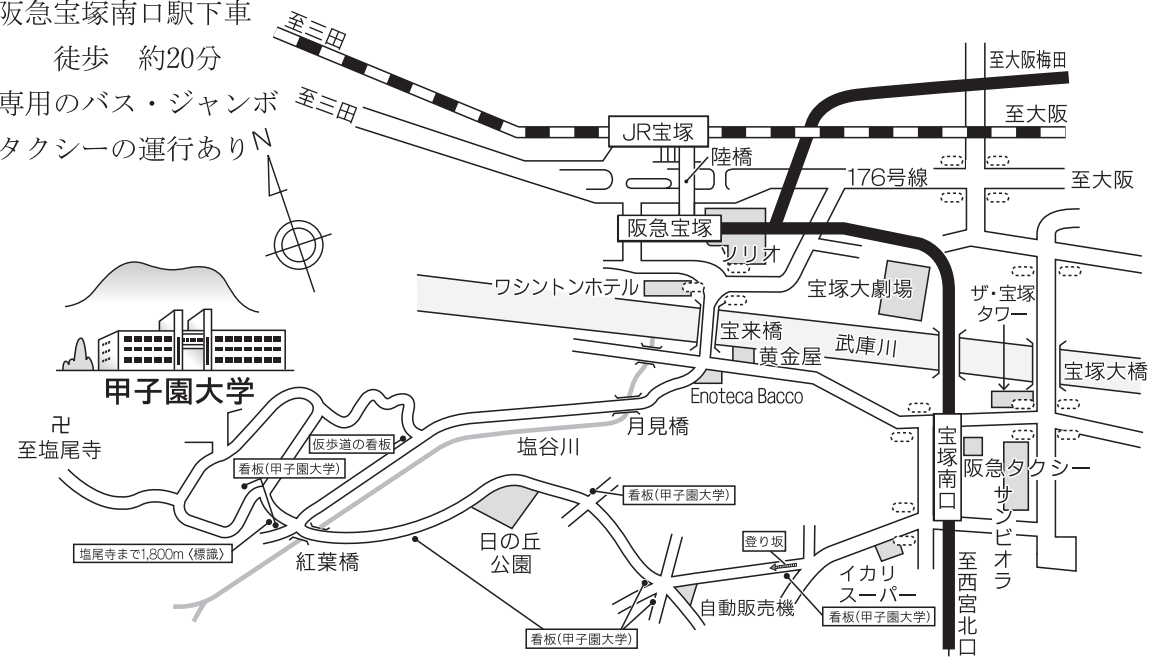 阪急宝塚南口駅下車
徒歩 約20分
専用のバス・ジャンボ
タクシーの運行あり
N
至三田
至三田
至大阪梅田
至大阪
JR宝塚
陸橋
176号線
至大阪
阪急宝塚
ソリオ
ワシントンホテル
宝塚大劇場
ザ・宝塚
タワー
宝来橋
黄金屋
武庫川
宝塚大橋
Enoteca Bacco
甲子園大学
卍
至塩尾寺
仮歩道の看板
塩谷川
月見橋
宝塚南口
阪急タクシー
サンビオラ
看板(甲子園大学)
看板(甲子園大学)
塩尾寺まで1,800m〈標識〉
紅葉橋
日の丘
公園
登り坂
イカリ
スーパー
自動販売機
看板(甲子園大学)
看板(甲子園大学)
至西宮北口